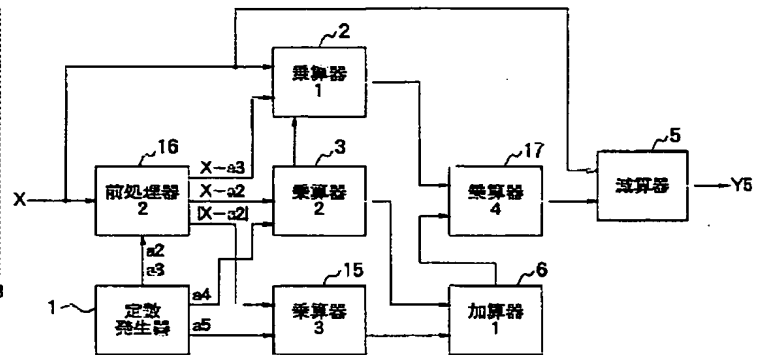 2
乗算器
1
5
16
X-a3
3
17
減算器
X
前処理器
2
X-a2
乗算器
2
乗算器
4
Y5
|X-a2|
a2
a3
15
6
1
定数
発生器
a4
a5
乗算器
3
加算器
1